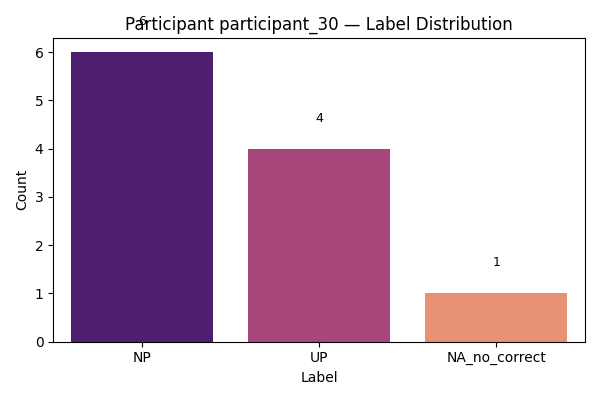 Participant participant_30 — Label Distribution
6
4
1
Count
6
5
4
3
2
1
0
NP UP NA_no_correct
Label